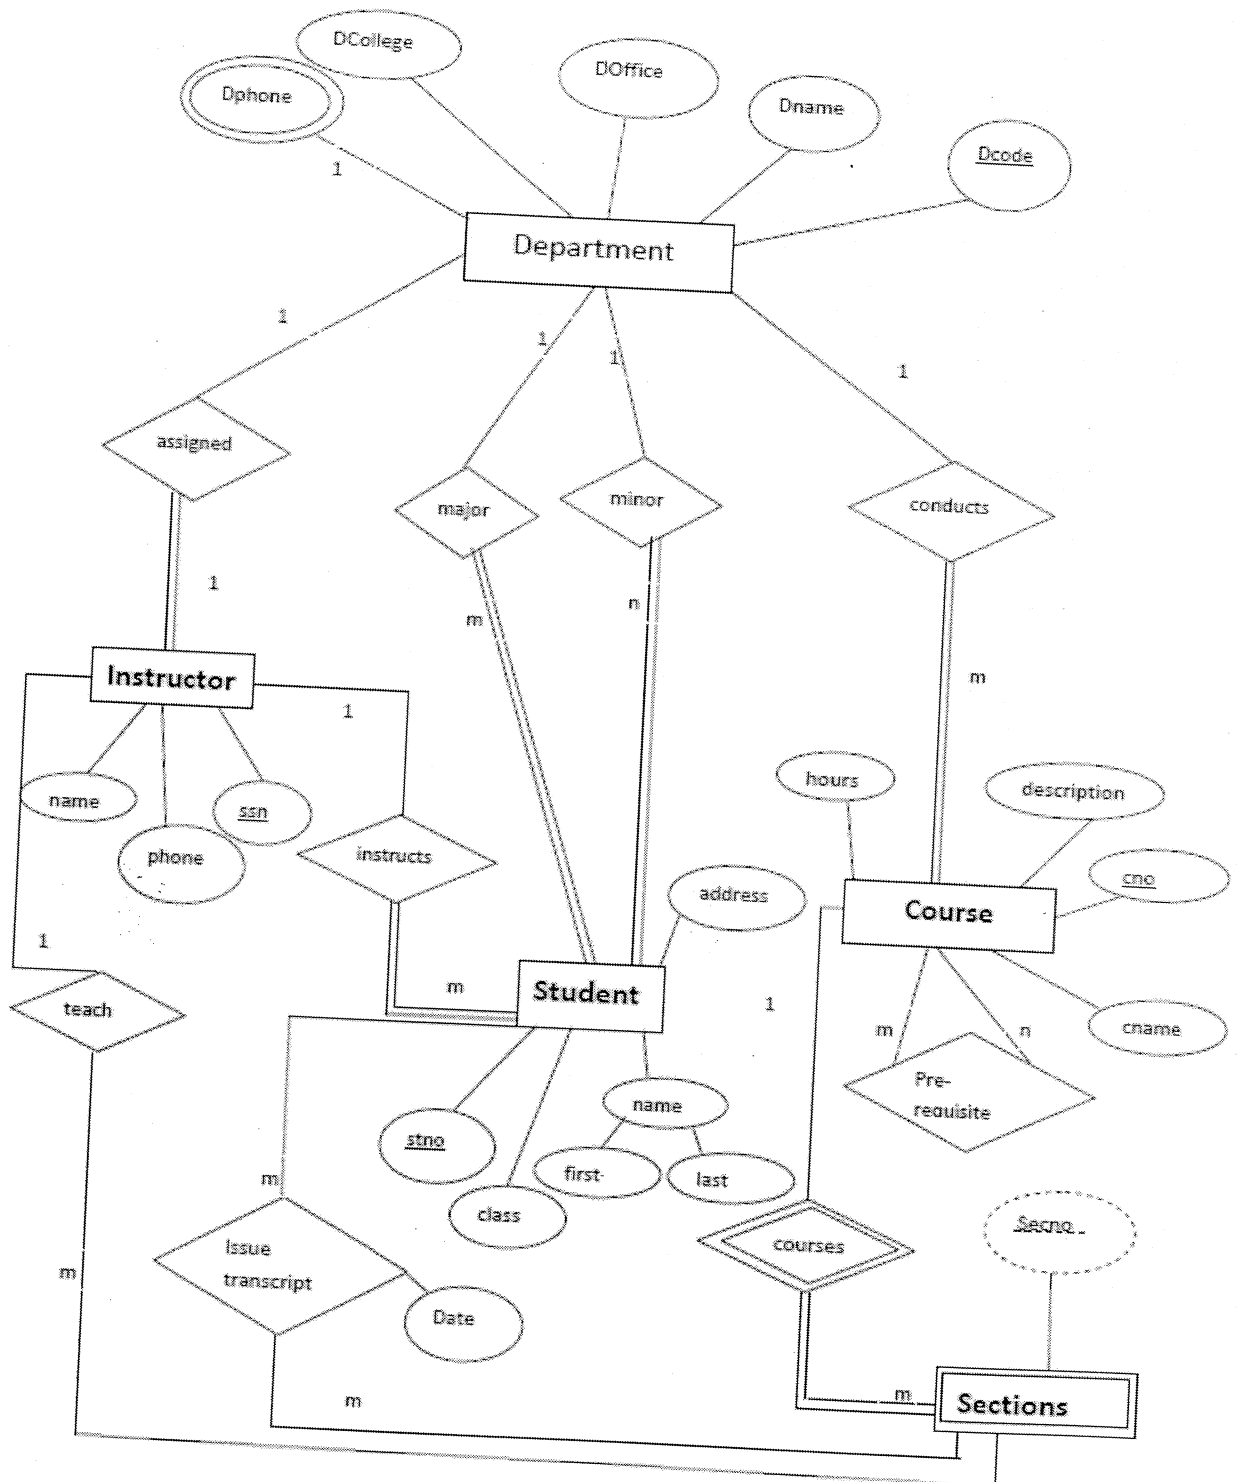 DCollege
Dphone
DOffice
Dname
Dcode
1
Department
1
1
1
1
assigned
major
minor
conducts
1
m
n
m
Instructor
1
name
ssn
phone
instructs
hours
description
cno
address
Course
1
m
Student
1
m
n
cname
teach
Pre-
requisite
name
stno
first
last
class
m
courses
Secno
Issue
transcript
m
Date
m
m
Sections